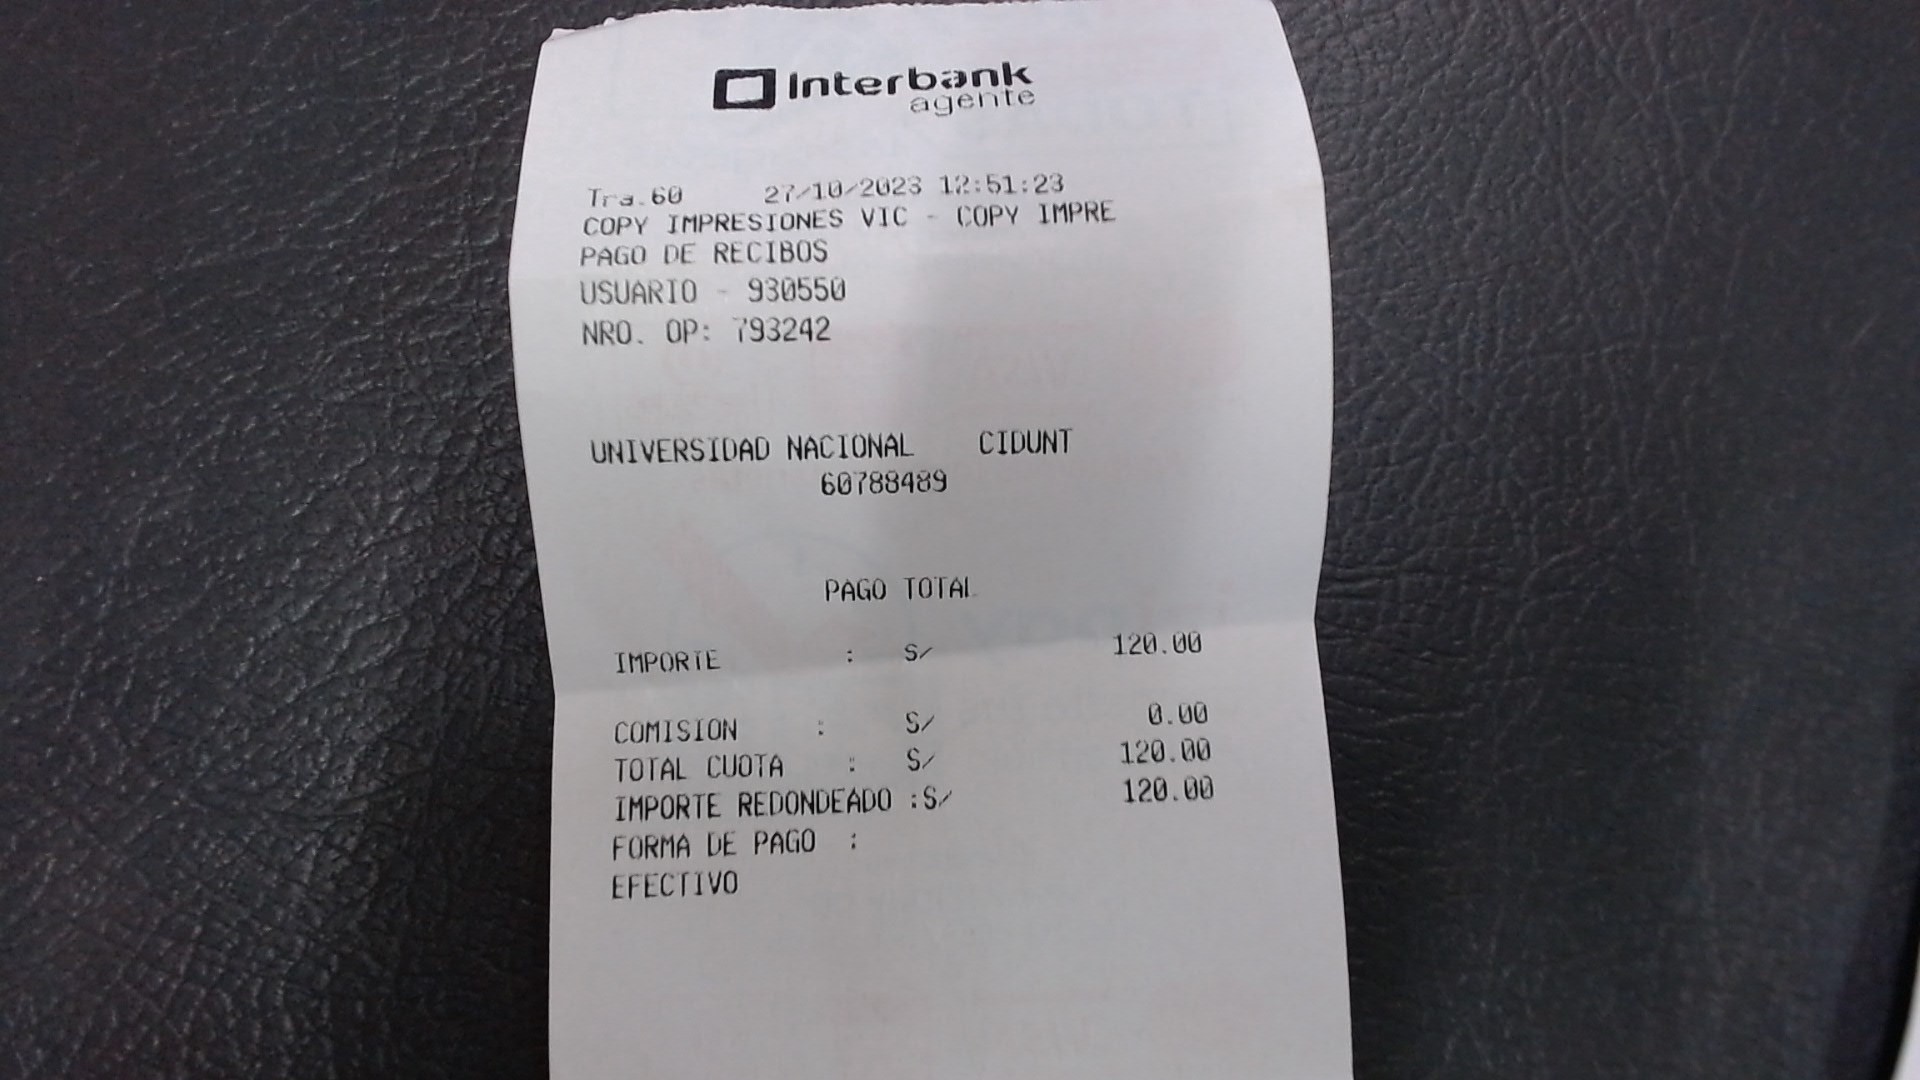 Interbank
agente
Tra.60 27/10/2023 12:51:23
COPY IMPRESIONES VIC - COPY IMPRE
PAGO DE RECIBOS
USUARIO - 930550
NRO. OP: 793242
UNIVERSIDAD NACIONAL CIDUNT
60788489
PAGO TOTAL
IMPORTE : S/ 120.00
COMISION : S/ 0.00
TOTAL CUOTA : S/ 120.00
IMPORTE REDONDEADO :S/ 120.00
FORMA DE PAGO :
EFECTIVO